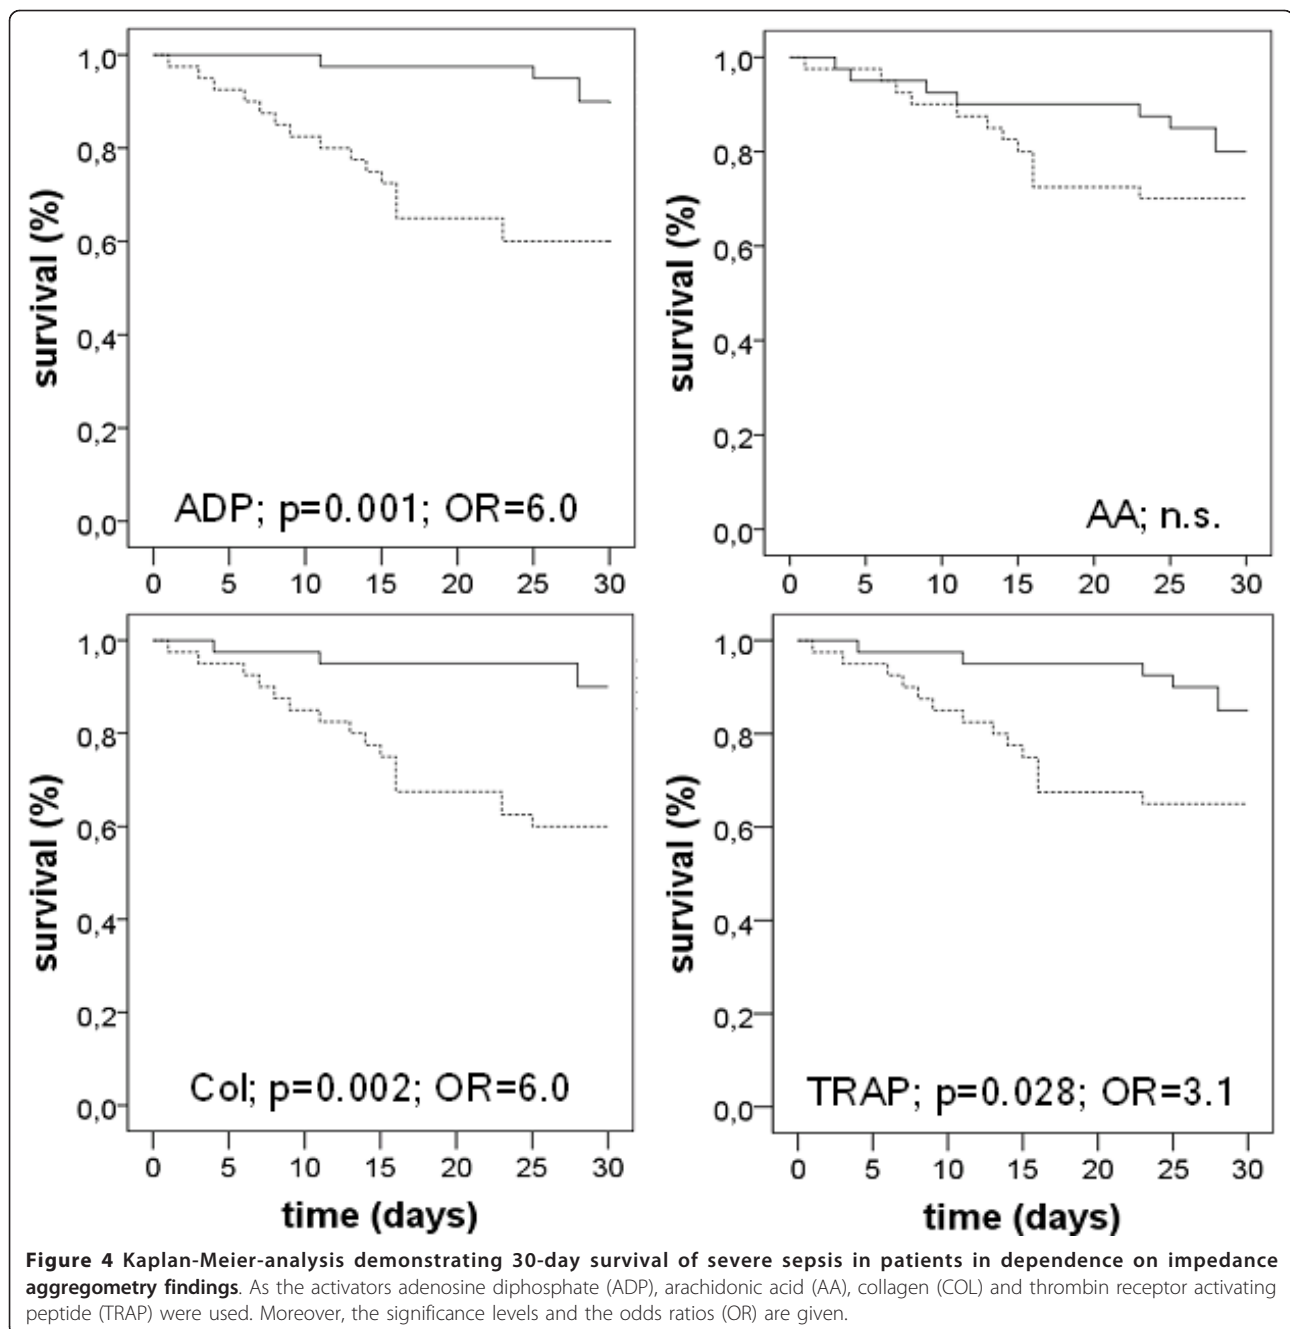 1,0
0,8
0,6
0,4
0,2
0,0
survival (%)
ADP; p=0.001; OR=6.0
0 5 10 15 20 25 30
1,0
0,8
0,6
0,4
0,2
0,0
survival (%)
AA; n.s.
0 5 10 15 20 25 30
1,0
0,8
0,6
0,4
0,2
0,0
survival (%)
Col; p=0.002; OR=6.0
0 5 10 15 20 25 30
time (days)
1,0
0,8
0,6
0,4
0,2
0,0
survival (%)
TRAP; p=0.028; OR=3.1
0 5 10 15 20 25 30
time (days)
Figure 4 Kaplan-Meier-analysis demonstrating 30-day survival of severe sepsis in patients in dependence on impedance
aggregometry findings. As the activators adenosine diphosphate (ADP), arachidonic acid (AA), collagen (COL) and thrombin receptor activating
peptide (TRAP) were used. Moreover, the significance levels and the odds ratios (OR) are given.